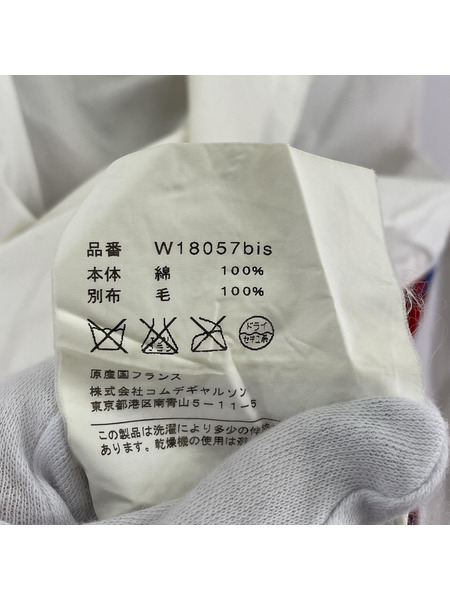 品番 W18057bis
本体 綿 100%
別布 毛 100%
ドライ
セキユ系
原産国フランス
株式会社コムデギャルソン
東京都港区南青山5-11-5
この製品は洗濯により多少の伸縮
あります。乾燥機の使用は避